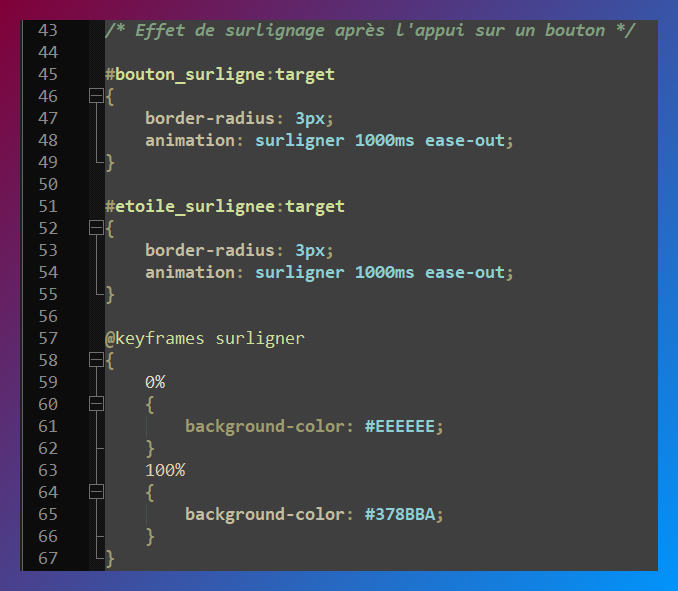 43 /* Effet de surlignage après l'appui sur un bouton */
44
45 #bouton_surligne:target
46 {
47 border-radius: 3px;
48 animation: surligner 1000ms ease-out;
49 }
50
51 #etoile_surlignee:target
52 {
53 border-radius: 3px;
54 animation: surligner 1000ms ease-out;
55 }
56
57 @keyframes surligner
58 {
59 0%
60 {
61 background-color: #EEEEEE;
62 }
63 100%
64 {
65 background-color: #378BBA;
66 }
67 }